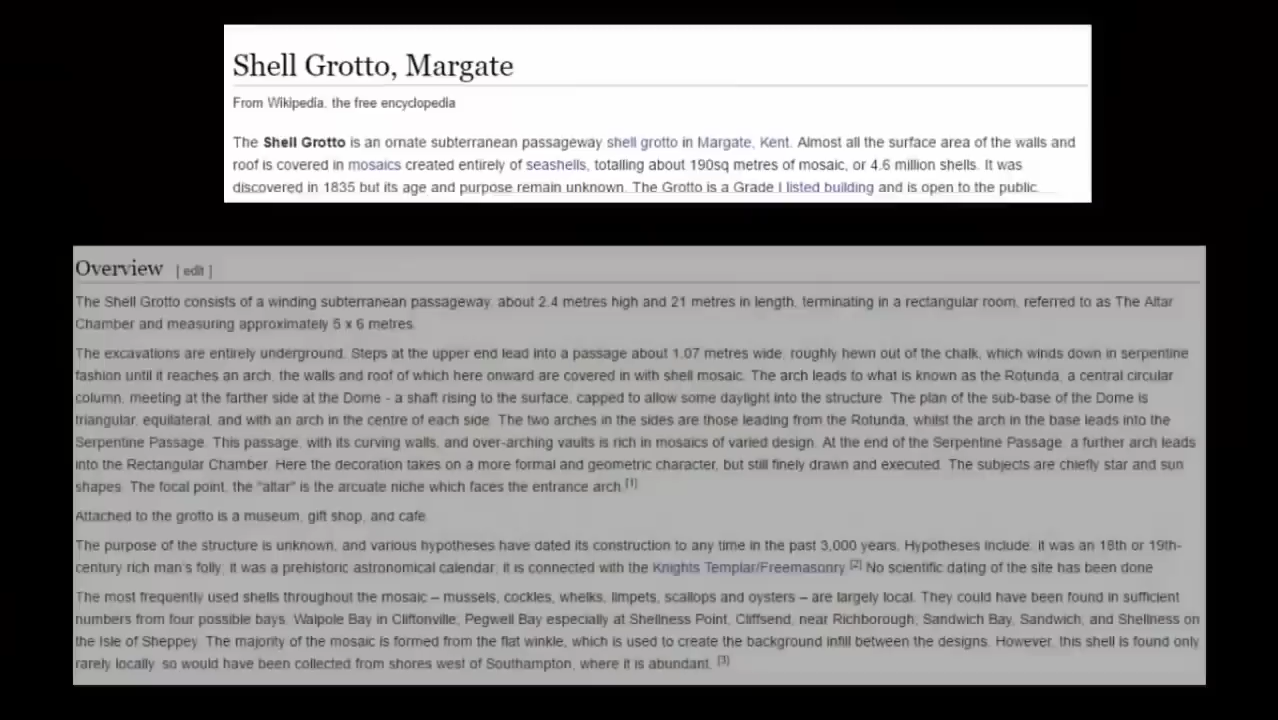 Shell Grotto, Margate
From Wikipedia, the free encyclopedia
The Shell Grotto is an ornate subterranean passageway shell grotto in Margate, Kent. Almost all the surface area of the walls and
roof is covered in mosaics created entirely of seashells, totalling about 190sq metres of mosaic, or 4.6 million shells. It was
discovered in 1835 but its age and purpose remain unknown. The Grotto is a Grade I listed building and is open to the public.
Overview [ edit ]
The Shell Grotto consists of a winding subterranean passageway, about 2.4 metres high and 21 metres in length, terminating in a rectangular room, referred to as The Altar
Chamber and measuring approximately 5 x 6 metres.
The excavations are entirely underground. Steps at the upper end lead into a passage about 1.07 metres wide, roughly hewn out of the chalk, which winds down in serpentine
fashion until it reaches an arch, the walls and roof of which here onward are covered in with shell mosaic. The arch leads to what is known as the Rotunda, a central circular
column, meeting at the farther side at the Dome - a shaft rising to the surface, capped to allow some daylight into the structure. The plan of the sub-base of the Dome is
triangular, equilateral, and with an arch in the centre of each side. The two arches in the sides are those leading from the Rotunda, whilst the arch in the base leads into the
Serpentine Passage. This passage, with its curving walls, and over-arching vaults is rich in mosaics of varied design. At the end of the Serpentine Passage, a further arch leads
into the Rectangular Chamber. Here the decoration takes on a more formal and geometric character, but still finely drawn and executed. The subjects are chiefly star and sun
shapes. The focal point, the "altar" is the arcuate niche which faces the entrance arch.[1]
Attached to the grotto is a museum, gift shop, and cafe.
The purpose of the structure is unknown, and various hypotheses have dated its construction to any time in the past 3,000 years. Hypotheses include: it was an 18th or 19th-
century rich man's folly; it was a prehistoric astronomical calendar; it is connected with the Knights Templar/Freemasonry.[2] No scientific dating of the site has been done
The most frequently used shells throughout the mosaic – mussels, cockles, whelks, limpets, scallops and oysters – are largely local. They could have been found in sufficient
numbers from four possible bays: Walpole Bay in Cliftonville; Pegwell Bay especially at Shellness Point, Cliffsend, near Richborough; Sandwich Bay, Sandwich; and Shellness on
the Isle of Sheppey. The majority of the mosaic is formed from the flat winkle, which is used to create the background infill between the designs. However, this shell is found only
rarely locally, so would have been collected from shores west of Southampton, where it is abundant. [3]